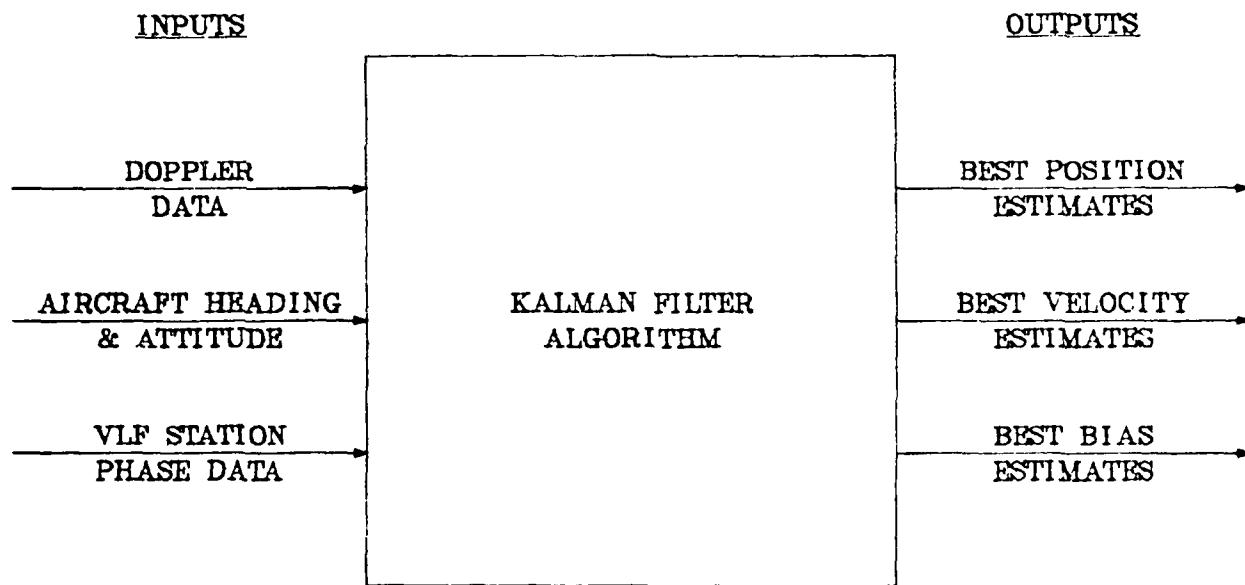 INPUTS
OUTPUTS
DOPPLER
DATA
AIRCRAFT HEADING
& ATTITUDE
VLF STATION
PHASE DATA
KALMAN FILTER
ALGORITHM
BEST POSITION
ESTIMATES
BEST VELOCITY
ESTIMATES
BEST BIAS
ESTIMATES